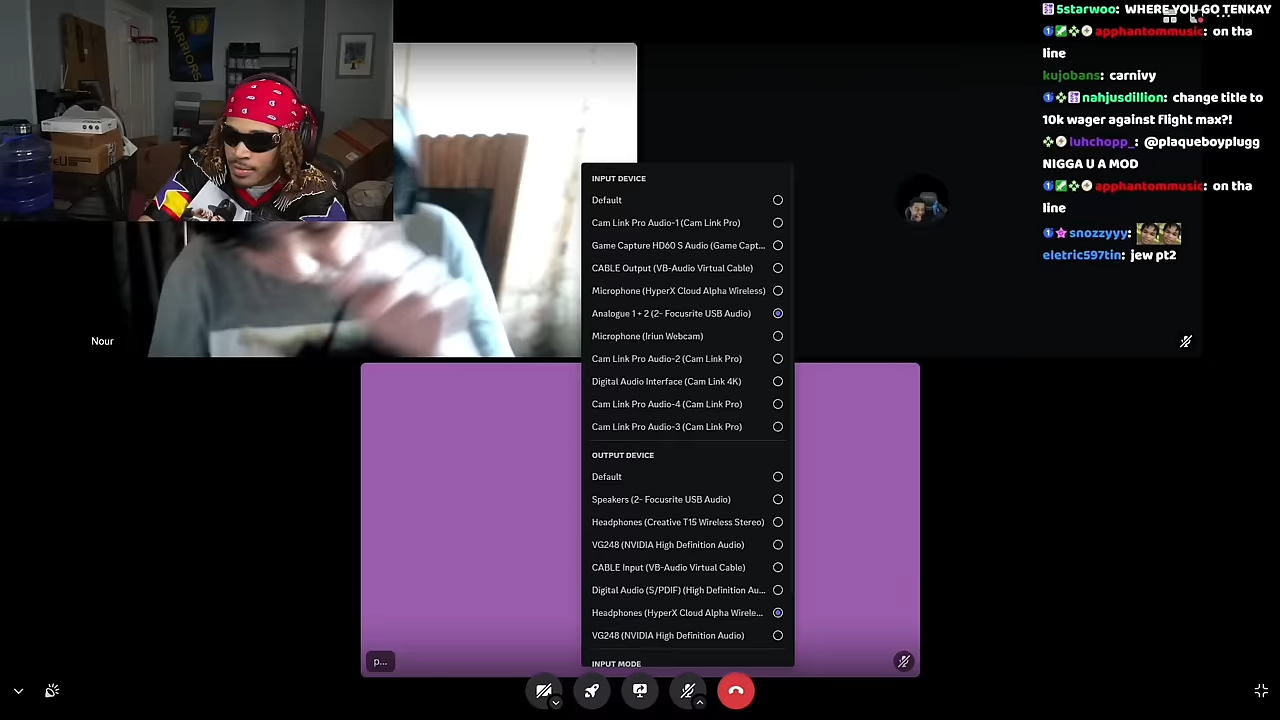 WARRIORS
5starwoo: WHERE YOU GO TENKAY
apphantommusic: on tha
line
kujobans: carnivy
nahjusdillion: change title to
10k wager against flight max?!
luhchopp_: @plaqueboyplugg
NIGGA U A MOD
apphantommusic: on tha
line
snozzyyy:
eletric597tin: jew pt2
Nour
INPUT DEVICE
Default
Cam Link Pro Audio-1 (Cam Link Pro)
Game Capture HD60 S Audio (Game Capt...
CABLE Output (VB-Audio Virtual Cable)
Microphone (HyperX Cloud Alpha Wireless)
Analogue 1 + 2 (2- Focusrite USB Audio)
Microphone (Iriun Webcam)
Cam Link Pro Audio-2 (Cam Link Pro)
Digital Audio Interface (Cam Link 4K)
Cam Link Pro Audio-4 (Cam Link Pro)
Cam Link Pro Audio-3 (Cam Link Pro)
OUTPUT DEVICE
Default
Speakers (2- Focusrite USB Audio)
Headphones (Creative T15 Wireless Stereo)
VG248 (NVIDIA High Definition Audio)
CABLE Input (VB-Audio Virtual Cable)
Digital Audio (S/PDIF) (High Definition Au...
Headphones (HyperX Cloud Alpha Wirele...
VG248 (NVIDIA High Definition Audio)
INPUT MODE
p...